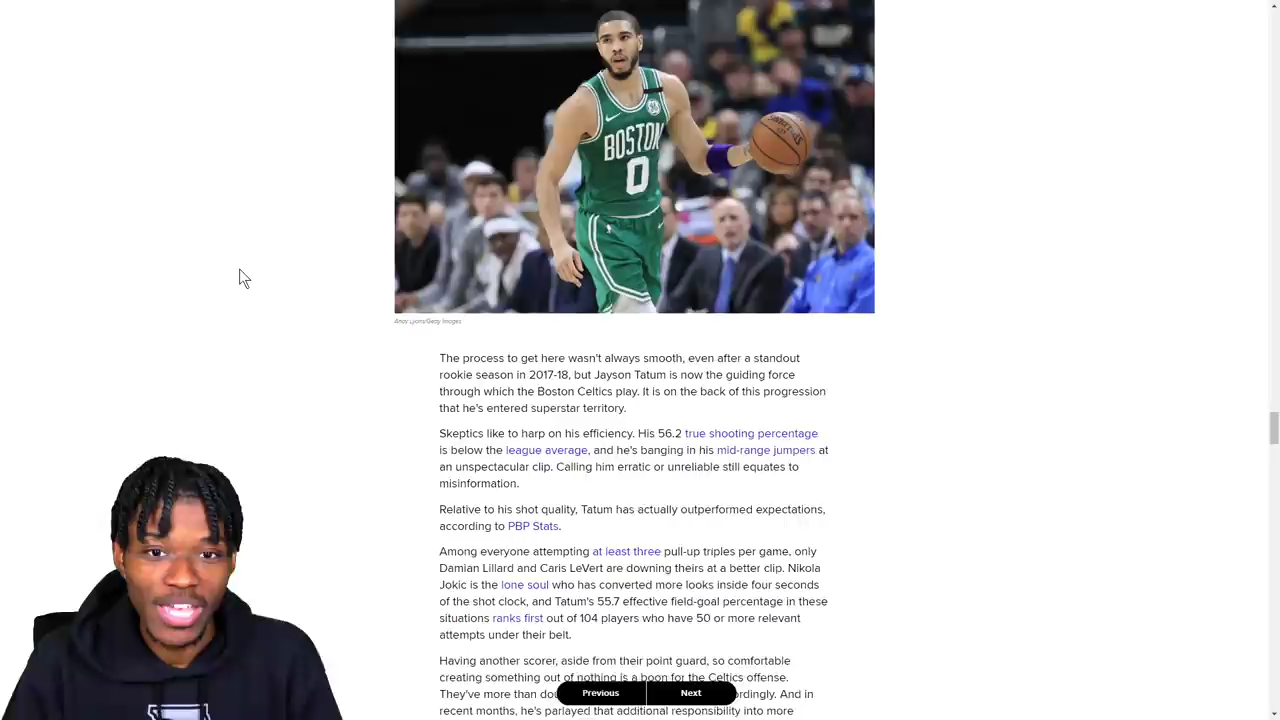 BOSTON
0
Andy Lyons/Getty Images
The process to get here wasn't always smooth, even after a standout
rookie season in 2017-18, but Jayson Tatum is now the guiding force
through which the Boston Celtics play. It is on the back of this progression
that he's entered superstar territory.
Skeptics like to harp on his efficiency. His 56.2 true shooting percentage
is below the league average, and he's banging in his mid-range jumpers at
an unspectacular clip. Calling him erratic or unreliable still equates to
misinformation.
Relative to his shot quality, Tatum has actually outperformed expectations,
according to PBP Stats.
Among everyone attempting at least three pull-up triples per game, only
Damian Lillard and Caris LeVert are downing theirs at a better clip. Nikola
Jokic is the lone soul who has converted more looks inside four seconds
of the shot clock, and Tatum's 55.7 effective field-goal percentage in these
situations ranks first out of 104 players who have 50 or more relevant
attempts under their belt.
Having another scorer, aside from their point guard, so comfortable
creating something out of nothing is a boon for the Celtics offense.
They've more than rdingly. And in
Previous Next
recent months, he's parlayed that additional responsibility into more